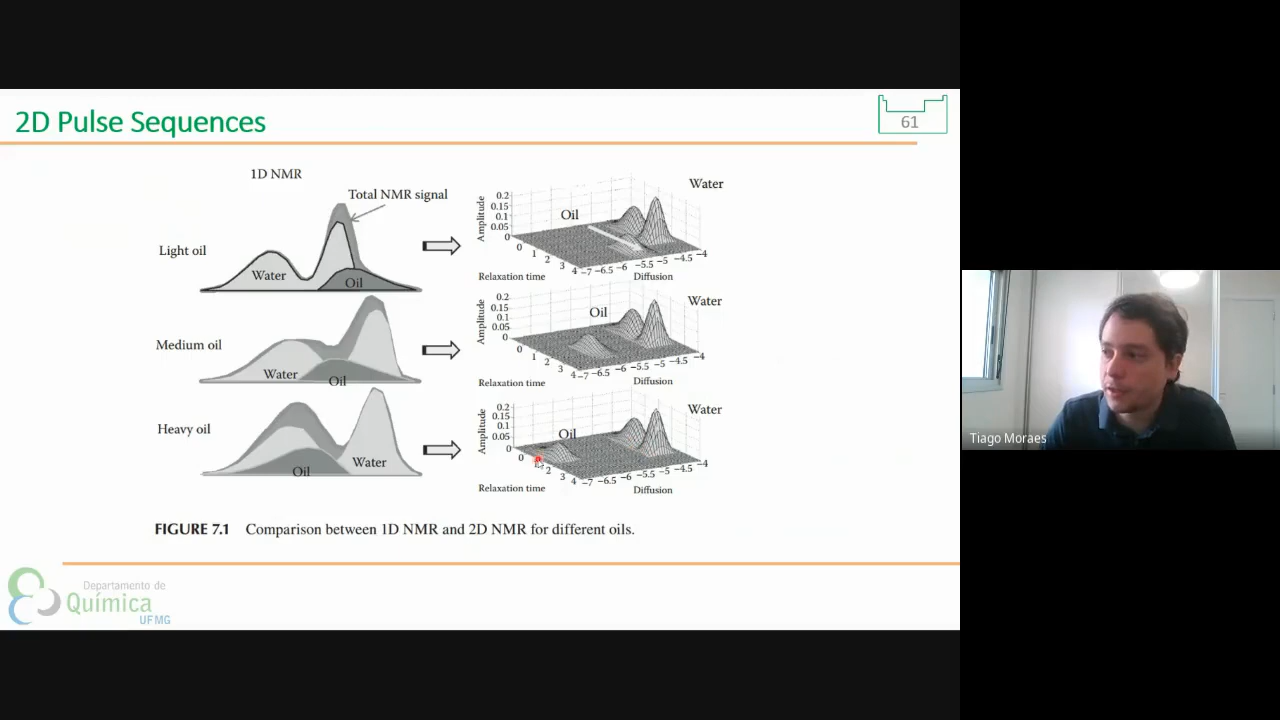 2D Pulse Sequences
61
1D NMR
Total NMR signal
Light oil
Water
Oil
Amplitude
0.2
0.15
0.1
0.05
0
Oil
Water
0 1 2 3 4
-7 -6.5 -6 -5.5 -5 -4.5 -4
Relaxation time
Diffusion
Medium oil
Water
Oil
Amplitude
0.2
0.15
0.1
0.05
0
Oil
Water
0 1 2 3 4
-7 -6.5 -6 -5.5 -5 -4.5 -4
Relaxation time
Diffusion
Heavy oil
Oil
Water
Amplitude
0.2
0.15
0.1
0.05
0
Oil
Water
0 2 3 4
-7 -6.5 -6 -5.5 -5 -4.5 -4
Relaxation time
Diffusion
FIGURE 7.1 Comparison between 1D NMR and 2D NMR for different oils.
Departamento de
Química
UFMG
Tiago Moraes